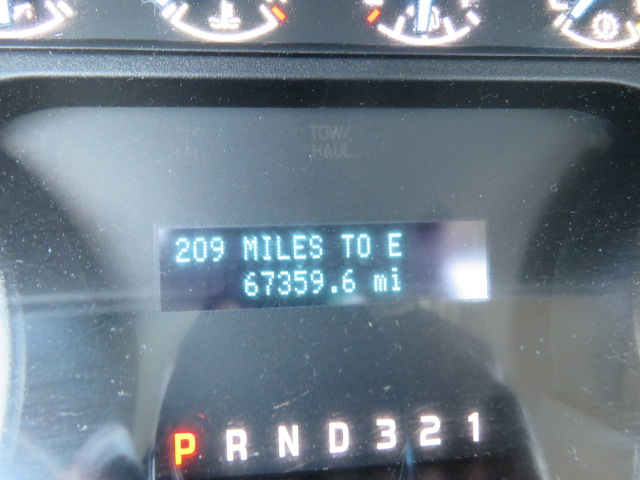 TOW/
HAUL
209 MILES TO E
67359.6 mi
P R N D 3 2 1